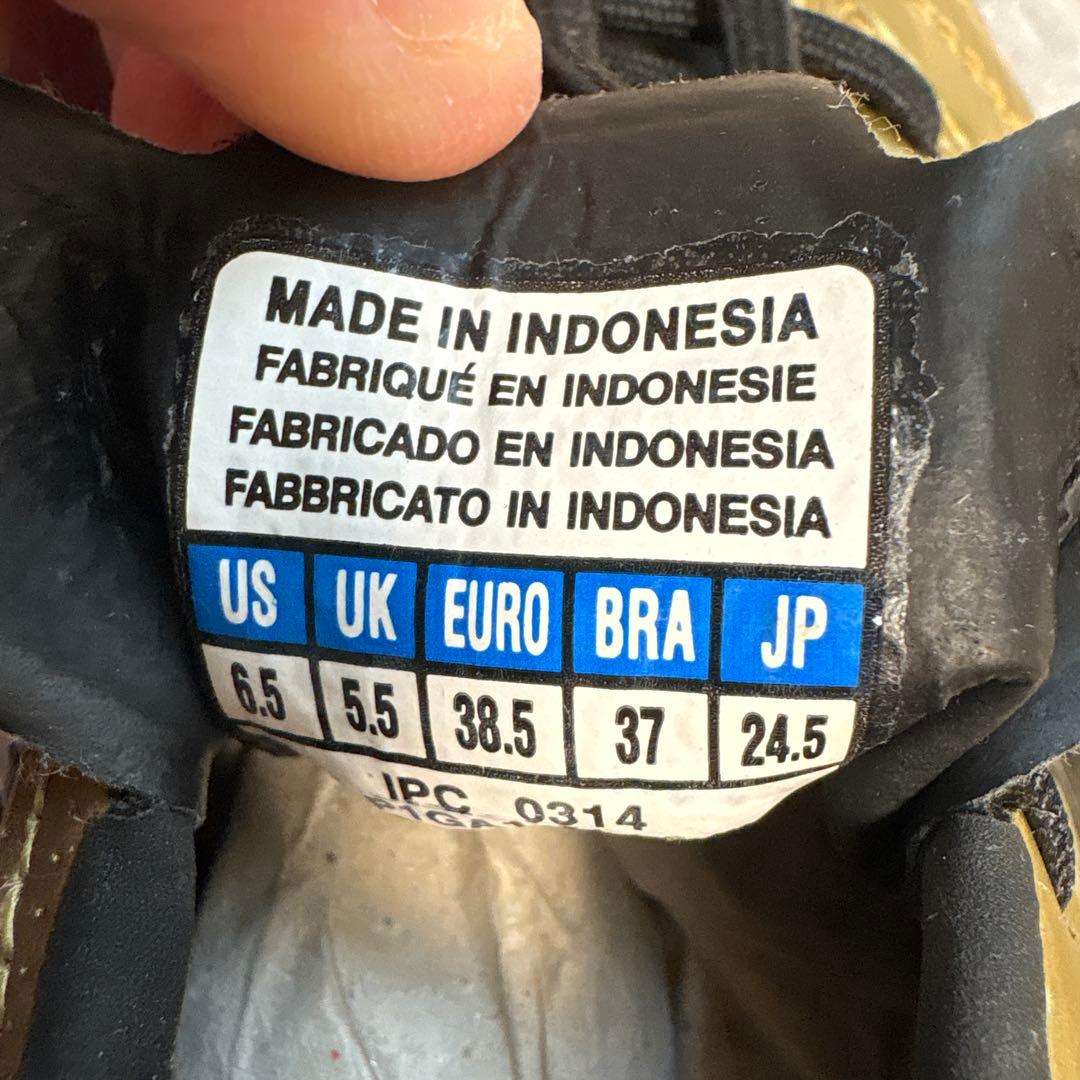 MADE IN INDONESIA
FABRIQUÉ EN INDONESIE
FABRICADO EN INDONESIA
FABBRICATO IN INDONESIA
US UK EURO BRA JP
6.5 5.5 38.5 37 24.5
IPC 0314